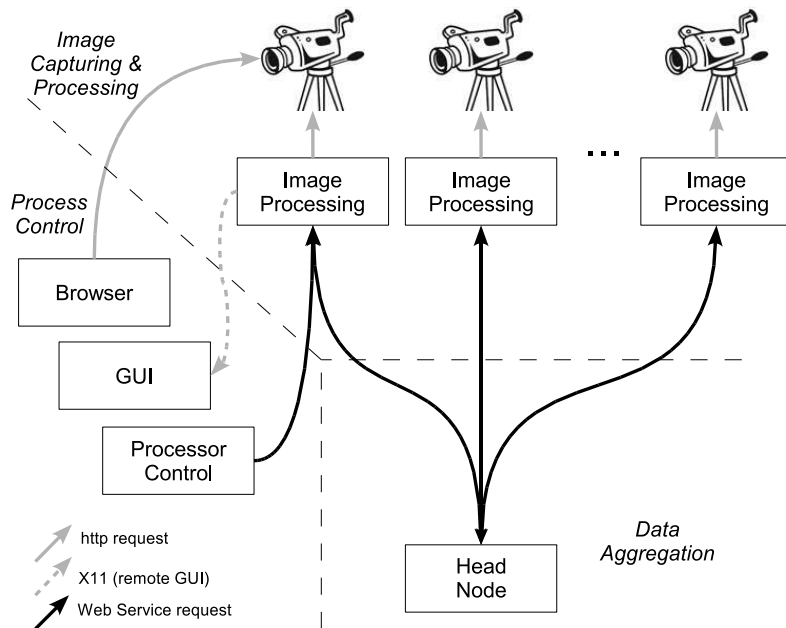 Image
Capturing &
Processing
Image
Processing
Image
Processing
...
Image
Processing
Process
Control
Browser
GUI
Processor
Control
Head
Node
Data
Aggregation
http request
X11 (remote GUI)
Web Service request